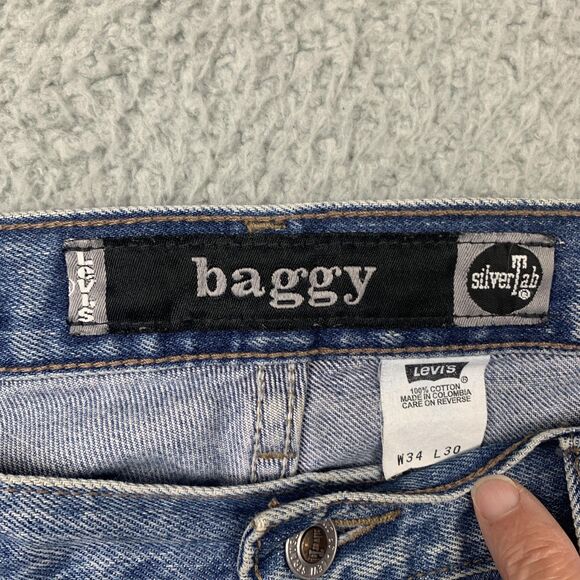 LEVI'S
baggy
silverTab
®
LEVI'S ®
100% COTTON
MADE IN COLOMBIA
CARE ON REVERSE
W34 L30